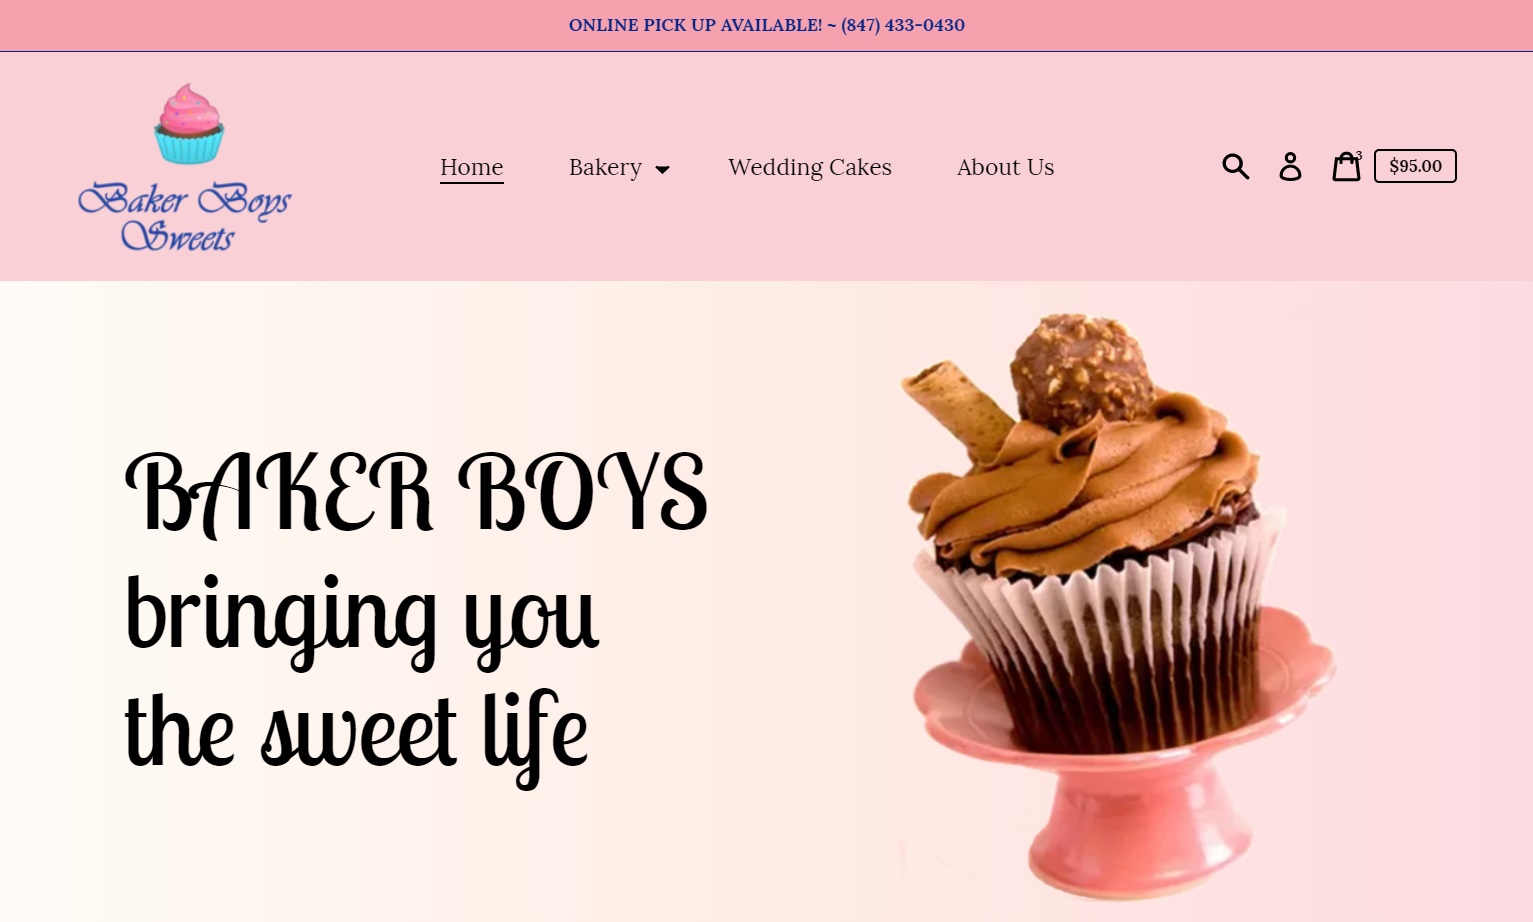 ONLINE PICK UP AVAILABLE! ~ (847) 433-0430
Baker Boys
Sweets
Home
Bakery
Wedding Cakes
About Us
3
$95.00
BAKER BOYS
bringing you
the sweet life